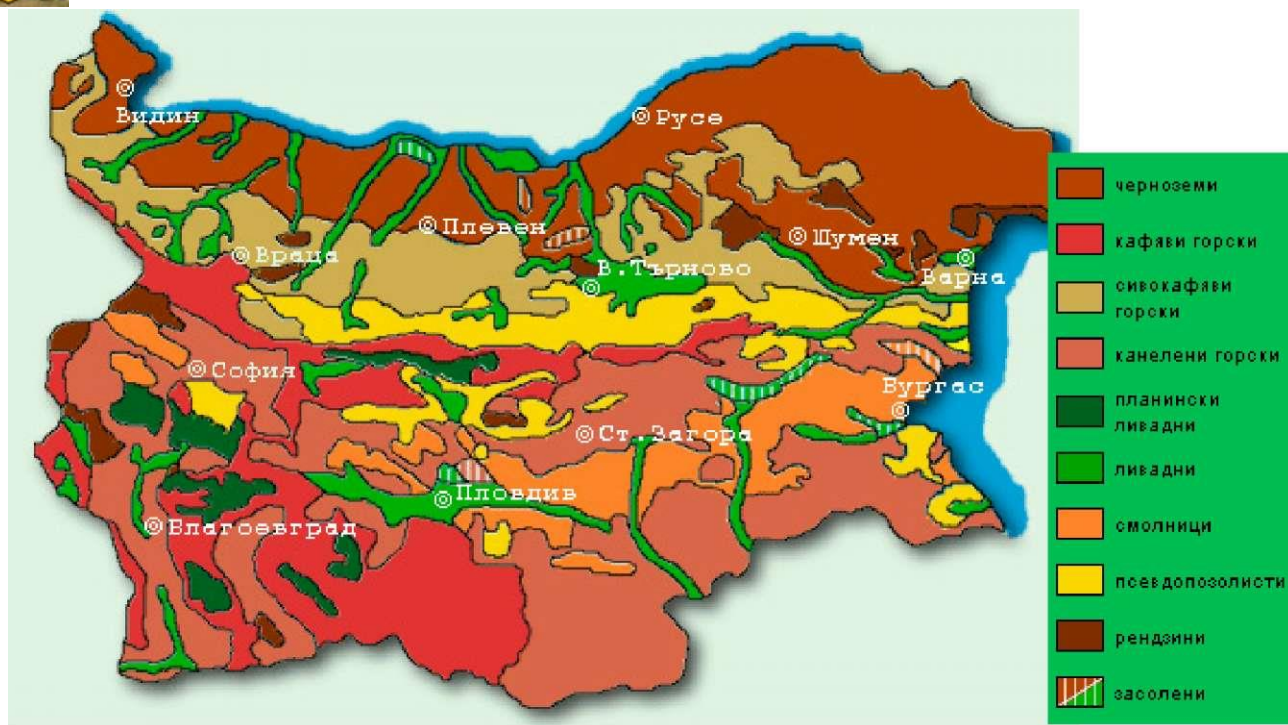 Видин
Русе
Плевен
Шумен
Враца
В.Търново
Варна
София
Бургас
Ст.Загора
Пловдив
Благоевград
черноземи
кафяви горски
сивокафяви
горски
канелени горски
планински
ливадни
ливадни
смолници
псевдопозолисти
рендзини
засолени